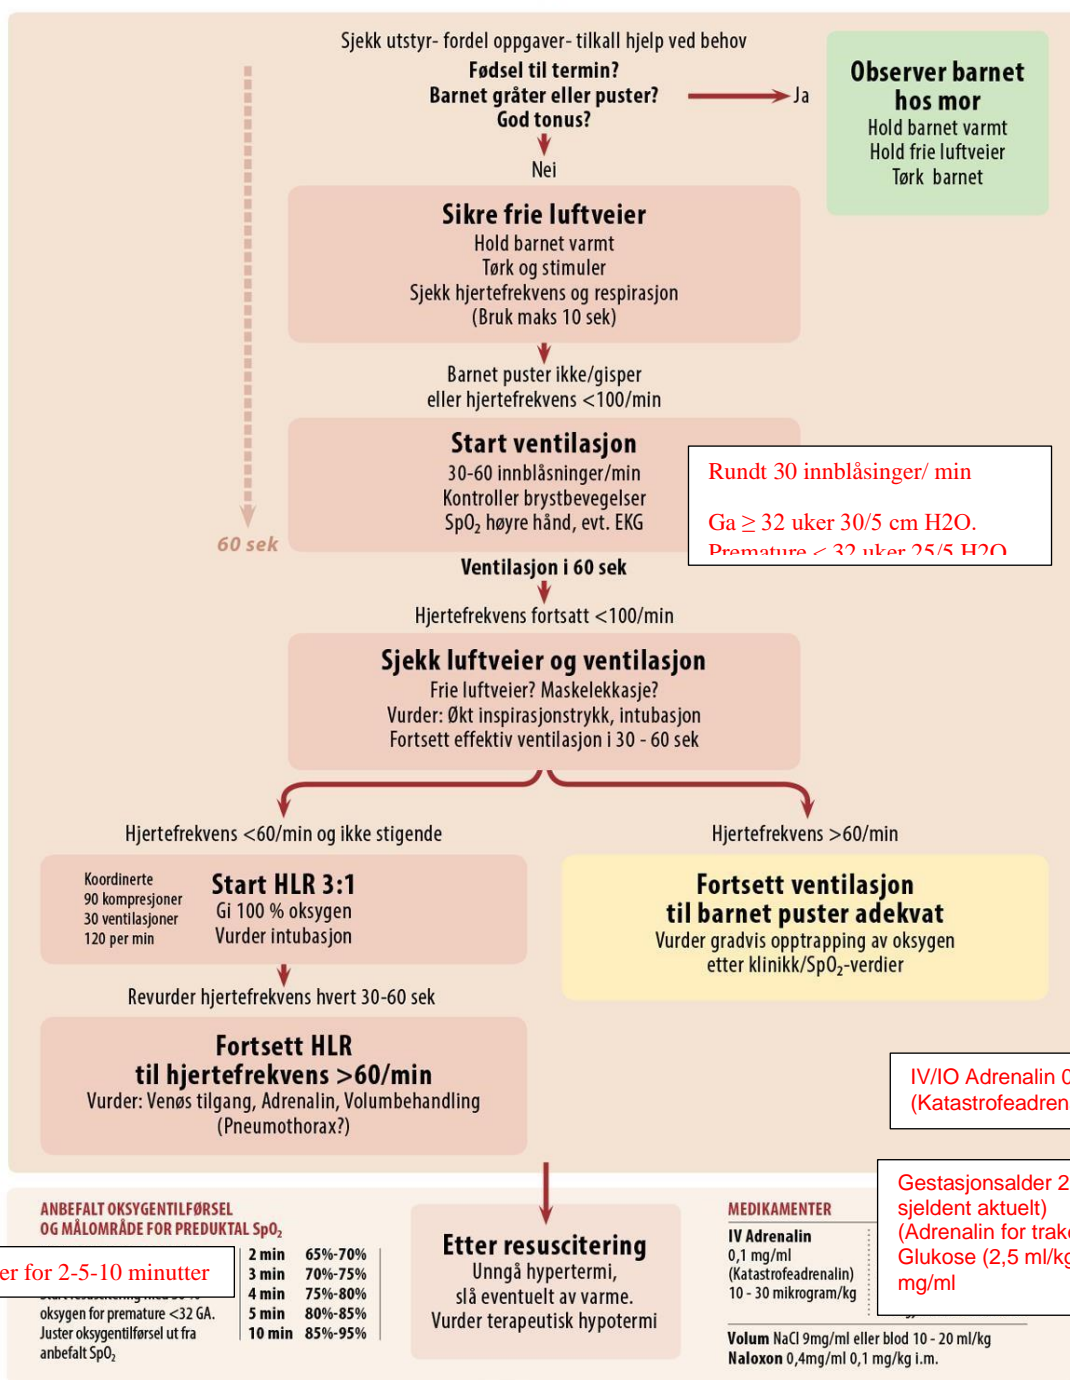 Sjekk utstyr- fordel oppgaver- tilkall hjelp ved behov
Fødsel til termin?
Barnet gråter eller puster?
God tonus?
Ja
Nei
Observer barnet
hos mor
Hold barnet varmt
Hold frie luftveier
Tørk barnet
Sikre frie luftveier
Hold barnet varmt
Tørk og stimuler
Sjekk hjertefrekvens og respirasjon
(Bruk maks 10 sek)
Barnet puster ikke/gisper
eller hjertefrekvens <100/min
Start ventilasjon
30-60 innblåsninger/min
Kontroller brystbevegelser
SpO₂ høyre hånd, evt. EKG
Rundt 30 innblåsinger/ min
Ga ≥ 32 uker 30/5 cm H2O.
Premature < 32 uker 25/5 H2O
60 sek
Ventilasjon i 60 sek
Hjertefrekvens fortsatt <100/min
Sjekk luftveier og ventilasjon
Frie luftveier? Maskelekkasje?
Vurder: Økt inspirasjonstrykk, intubasjon
Fortsett effektiv ventilasjon i 30 - 60 sek
Hjertefrekvens <60/min og ikke stigende
Hjertefrekvens >60/min
Koordinerte
90 kompresjoner
30 ventilasjoner
120 per min
Start HLR 3:1
Gi 100 % oksygen
Vurder intubasjon
Fortsett ventilasjon
til barnet puster adekvat
Vurder gradvis opptrapping av oksygen
etter klinikk/SpO₂-verdier
Revurder hjertefrekvens hvert 30-60 sek
Fortsett HLR
til hjertefrekvens >60/min
Vurder: Venøs tilgang, Adrenalin, Volumbehandling
(Pneumothorax?)
IV/IO Adrenalin
(Katastrofeadren
ANBEFALT OKSYGENTILFØRSEL
OG MÅLOMRÅDE FOR PREDUKTAL SpO₂
er for 2-5-10 minutter
oksygen for premature <32 GA.
Juster oksygentilførsel ut fra
anbefalt SpO₂
2 min 65%-70%
3 min 70%-75%
4 min 75%-80%
5 min 80%-85%
10 min 85%-95%
Etter resuscitering
Unngå hypertermi,
slå eventuelt av varme.
Vurder terapeutisk hypotermi
MEDIKAMENTER
IV Adrenalin
0,1 mg/ml
(Katastrofeadrenalin)
10 - 30 mikrogram/kg
Gestasjonsalder 2
sjeldent aktuelt)
(Adrenalin for trake
Glukose (2,5 ml/kg
mg/ml
Volum NaCl 9mg/ml eller blod 10 - 20 ml/kg
Naloxon 0,4mg/ml 0,1 mg/kg i.m.